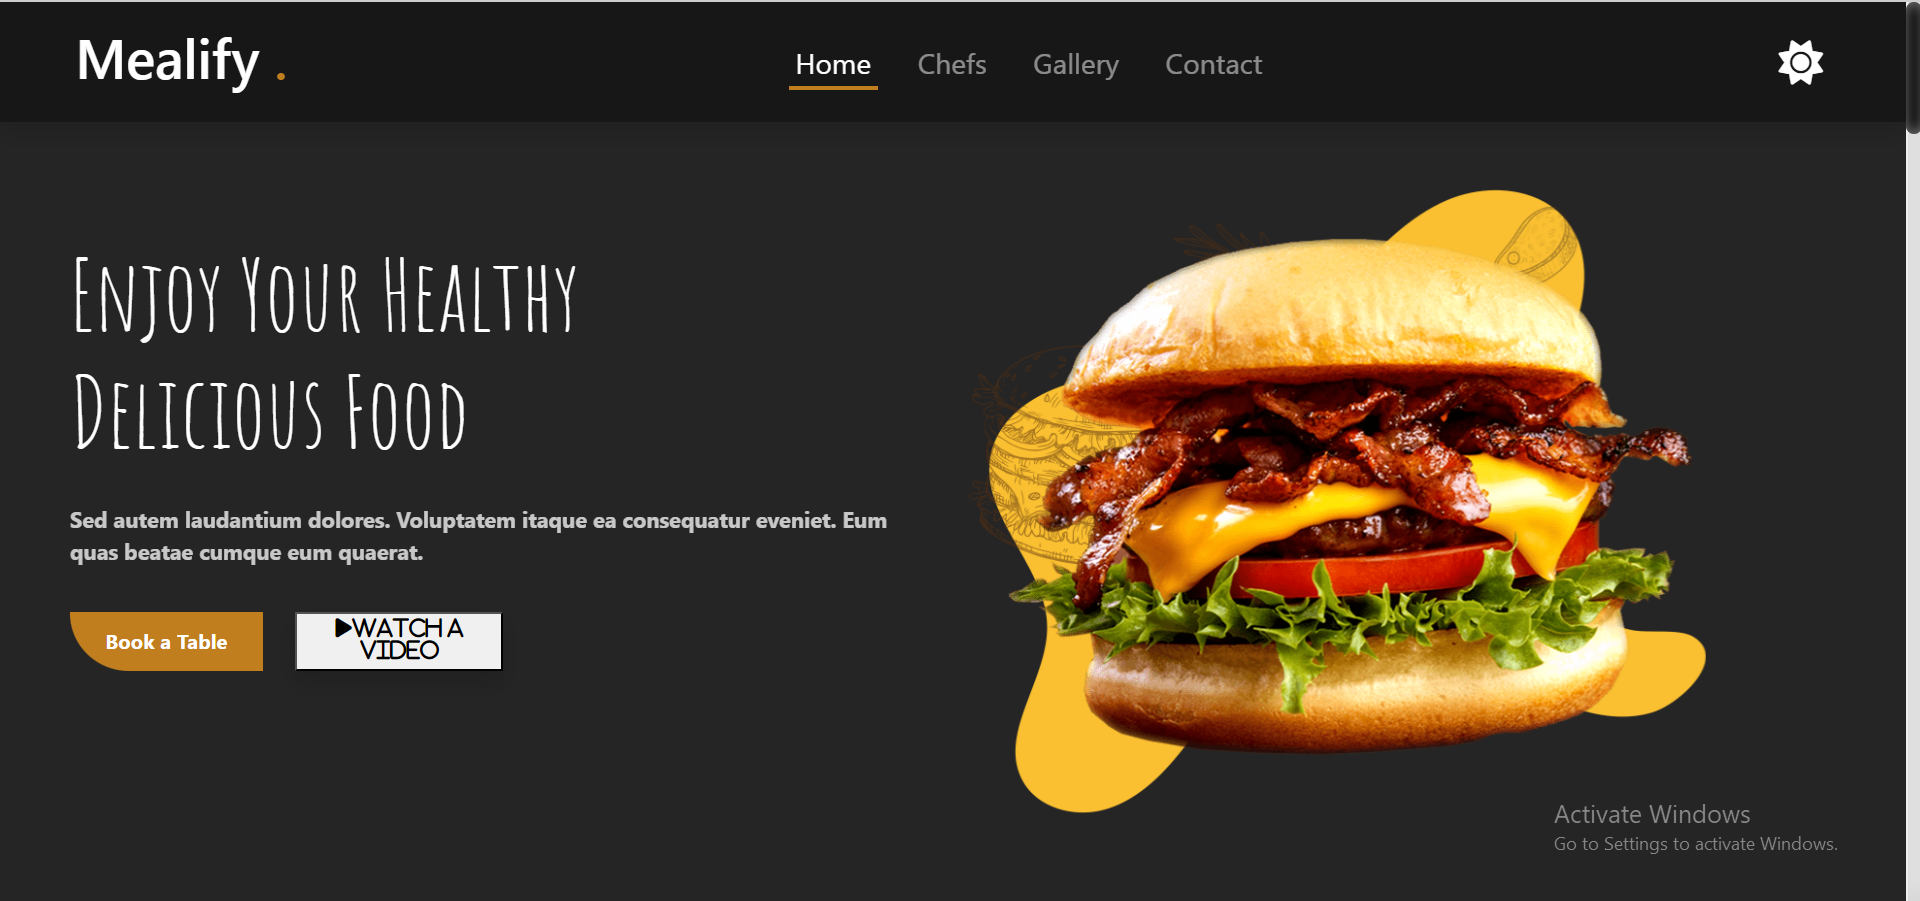 Mealify .
Home Chefs Gallery Contact
Enjoy Your Healthy
Delicious Food
Sed autem laudantium dolores. Voluptatem itaque ea consequatur eveniet. Eum
quas beatae cumque eum quaerat.
Book a Table
WATCH A
VIDEO
Activate Windows
Go to Settings to activate Windows.